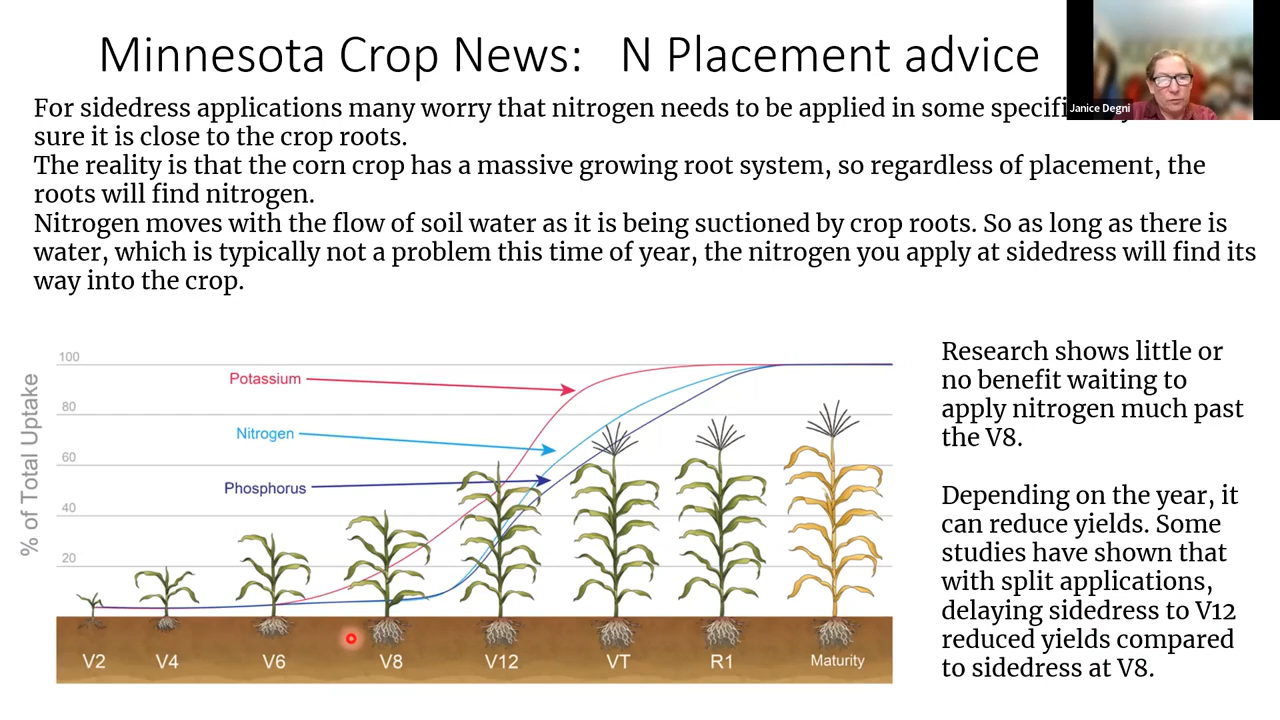 Minnesota Crop News: N Placement advice
Janice Degni
For sidedress applications many worry that nitrogen needs to be applied in some
sure it is close to the crop roots.
The reality is that the corn crop has a massive growing root system, so regardless of placement, the
roots will find nitrogen.
Nitrogen moves with the flow of soil water as it is being suctioned by crop roots. So as long as there is
water, which is typically not a problem this time of year, the nitrogen you apply at sidedress will find its
way into the crop.
% of Total Uptake
100
80
60
40
20
Potassium
Nitrogen
Phosphorus
V2 V4 V6 V8 V12 VT R1 Maturity
Research shows little or
no benefit waiting to
apply nitrogen much past
the V8.
Depending on the year, it
can reduce yields. Some
studies have shown that
with split applications,
delaying sidedress to V12
reduced yields compared
to sidedress at V8.